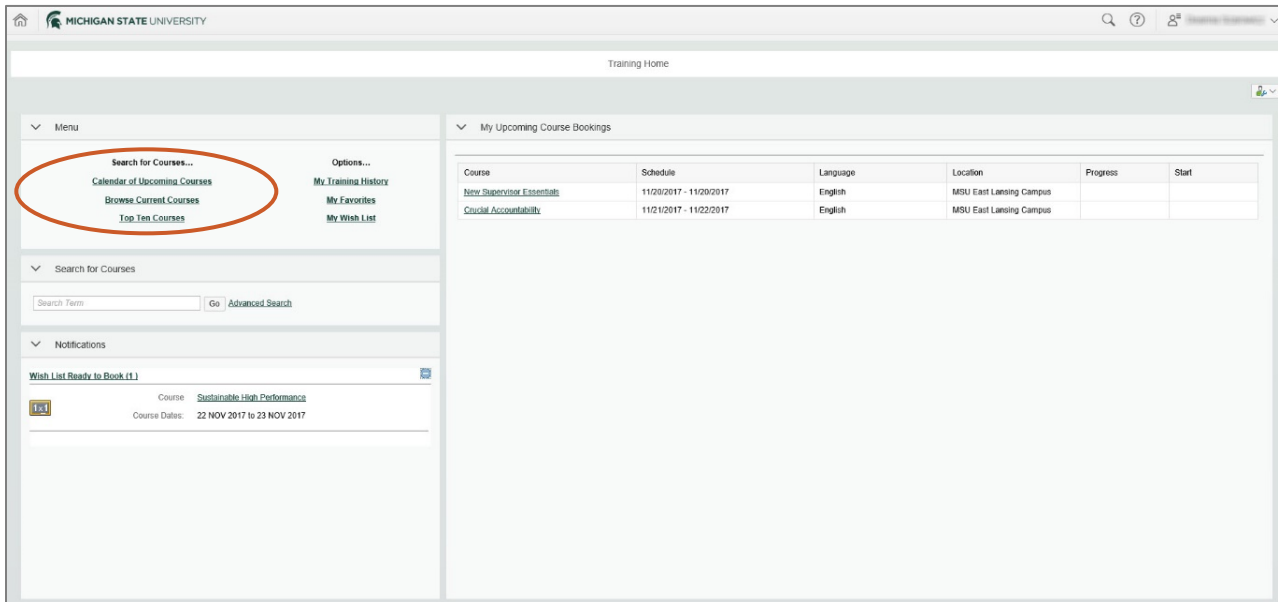 MICHIGAN STATE UNIVERSITY
Training Home
Menu
Search for Courses...
Calendar of Upcoming Courses
Browse Current Courses
Top Ten Courses
Options...
My Training History
My Favorites
My Wish List
Search for Courses
Search Term Go Advanced Search
Notifications
Wish List Ready to Book (1 )
1x1
Course Sustainable High Performance
Course Dates: 22 NOV 2017 to 23 NOV 2017
My Upcoming Course Bookings
Course Schedule Language Location Progress Start
New Supervisor Essentials 11/20/2017 - 11/20/2017 English MSU East Lansing Campus
Crucial Accountability 11/21/2017 - 11/22/2017 English MSU East Lansing Campus